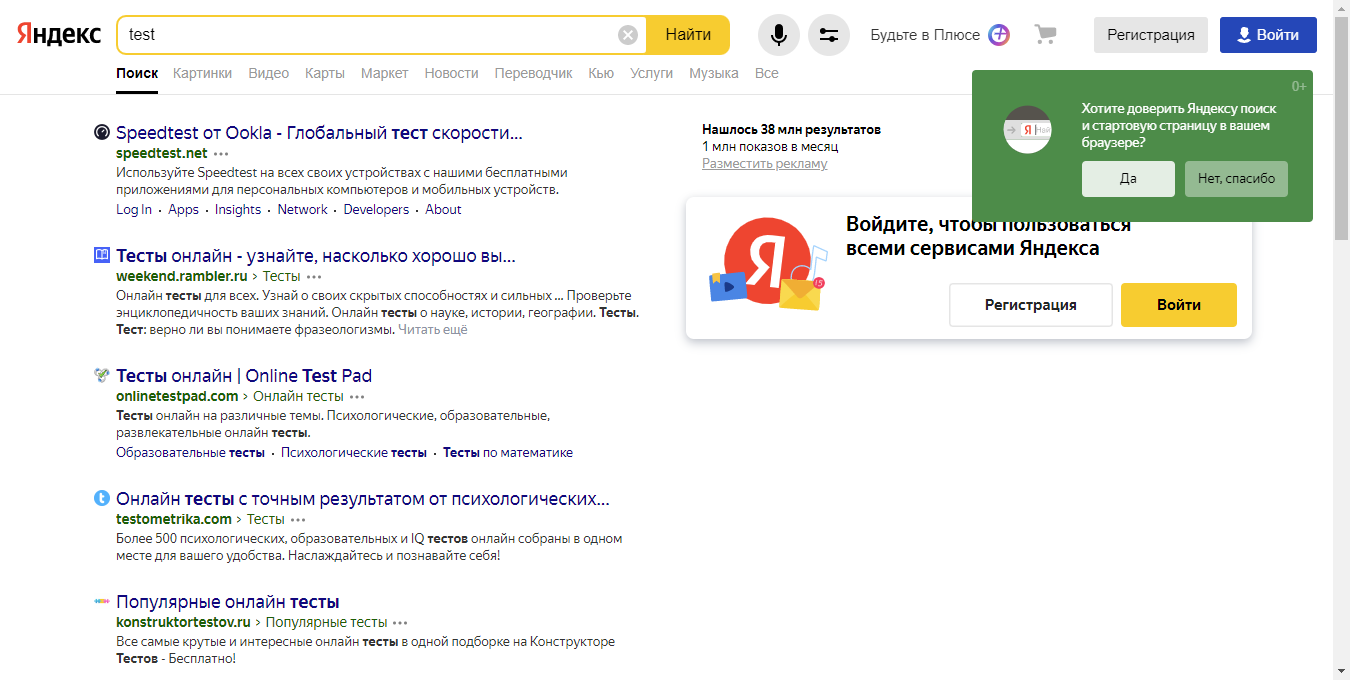 Яндекс
test
Найти
Будьте в Плюсе
Регистрация
Войти
Поиск Картинки Видео Карты Маркет Новости Переводчик Кью Услуги Музыка Все
0+
Хотите доверить Яндексу поиск
и стартовую страницу в вашем
браузере?
Да
Нет, спасибо
Speedtest от Ookla - Глобальный тест скорости...
speedtest.net
Используйте Speedtest на всех своих устройствах с нашими бесплатными
приложениями для персональных компьютеров и мобильных устройств.
Log In · Apps · Insights · Network · Developers · About
Тесты онлайн - узнайте, насколько хорошо вы...
weekend.rambler.ru › Тесты
Онлайн тесты для всех. Узнай о своих скрытых способностях и сильных ... Проверьте
энциклопедичность ваших знаний. Онлайн тесты о науке, истории, географии. Тесты.
Тест: верно ли вы понимаете фразеологизмы. Читать ещё
Тесты онлайн | Online Test Pad
onlinetestpad.com › Онлайн тесты
Тесты онлайн на различные темы. Психологические, образовательные,
развлекательные онлайн тесты.
Образовательные тесты · Психологические тесты · Тесты по математике
Онлайн тесты с точным результатом от психологических...
testometrika.com › Тесты
Более 500 психологических, образовательных и IQ тестов онлайн собраны в одном
месте для вашего удобства. Наслаждайтесь и познавайте себя!
Популярные онлайн тесты
konstruktortestov.ru › Популярные тесты
Все самые крутые и интересные онлайн тесты в одной подборке на Конструкторе
Тестов - Бесплатно!
Нашлось 38 млн результатов
1 млн показов в месяц
Разместить рекламу
Я
15
Войдите, чтобы пользоваться
всеми сервисами Яндекса
Регистрация
Войти